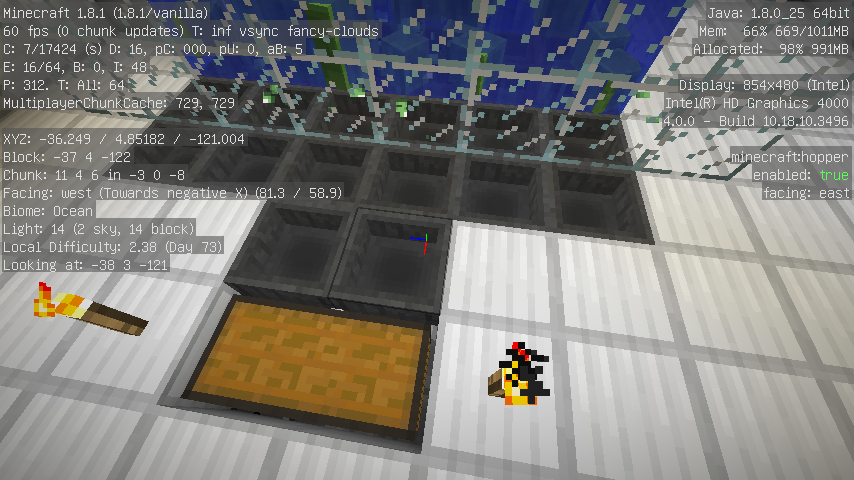 Minecraft 1.8.1 (1.8.1/vanilla)
60 fps (0 chunk updates) T: inf vsync fancy-clouds
C: 7/17424 (s) D: 16, pC: 000, pU: 0, aB: 5
E: 16/64, B: 0, I: 48
P: 312. T: All: 64
MultiplayerChunkCache: 729, 729
XYZ: -36.249 / 4.85182 / -121.004
Block: -37 4 -122
Chunk: 11 4 6 in -3 0 -8
Facing: west (Towards negative X) (81.3 / 58.9)
Biome: Ocean
Light: 14 (2 sky, 14 block)
Local Difficulty: 2.38 (Day 73)
Looking at: -38 3 -121
Java: 1.8.0_25 64bit
Mem: 66% 669/1011MB
Allocated: 98% 991MB
Display: 854x480 (Intel)
Intel(R) HD Graphics 4000
4.0.0 - Build 10.18.10.3496
minecraft:hopper
enabled: true
facing: east